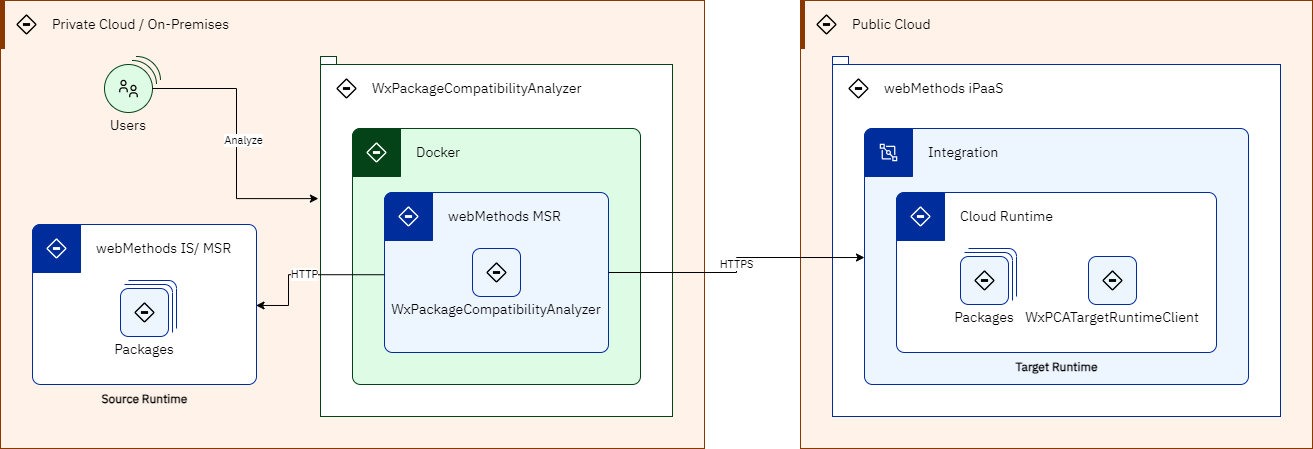 Private Cloud / On-Premises
Users
Analyze
WxPackageCompatibilityAnalyzer
Docker
webMethods MSR
WxPackageCompatibilityAnalyzer
webMethods IS/ MSR
Packages
Source Runtime
HTTP
HTTPS
Public Cloud
webMethods iPaaS
Integration
Cloud Runtime
Packages
WxPCATargetRuntimeClient
Target Runtime